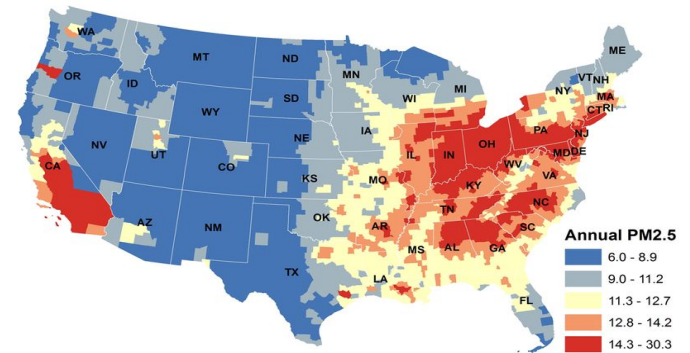 WA
MT
ND
MN
ME
OR
ID
SD
WI
MI
NY
VT
NH
MA
CT
RI
WY
IA
NE
PA
NJ
NV
UT
CO
IL
IN
OH
MD
DE
WV
VA
CA
KS
MO
KY
AZ
NM
OK
AR
TN
NC
SC
TX
MS
AL
GA
LA
FL
Annual PM2.5
6.0 - 8.9
9.0 - 11.2
11.3 - 12.7
12.8 - 14.2
14.3 - 30.3